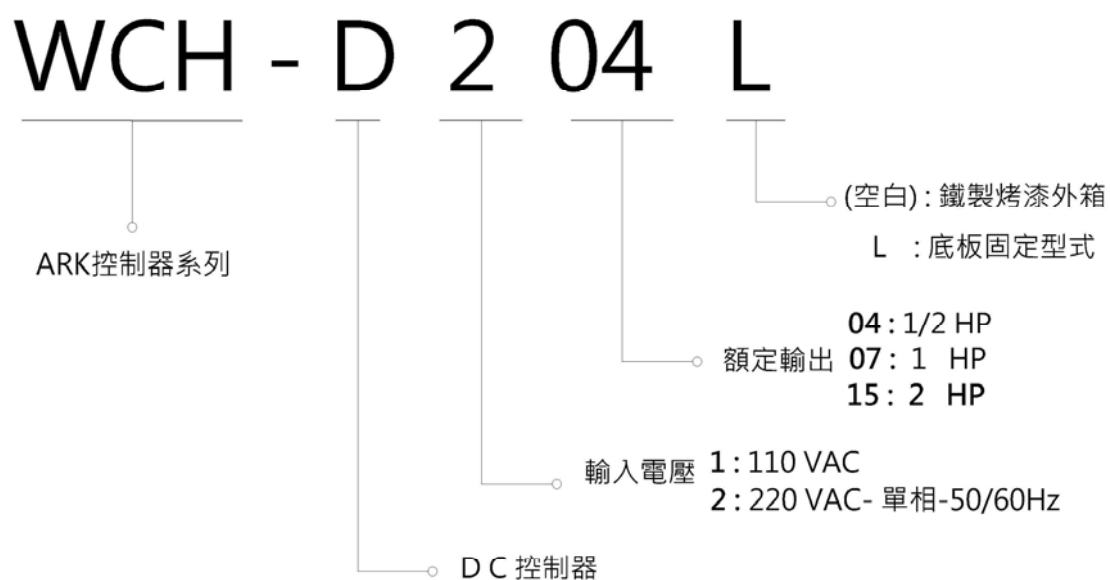 WCH - D 2 04 L
(空白) : 鐵製烤漆外箱
L : 底板固定型式
ARK控制器系列
04 : 1/2 HP
額定輸出 07 : 1 HP
15 : 2 HP
輸入電壓 1 : 110 VAC
2 : 220 VAC- 單相-50/60Hz
D C 控制器